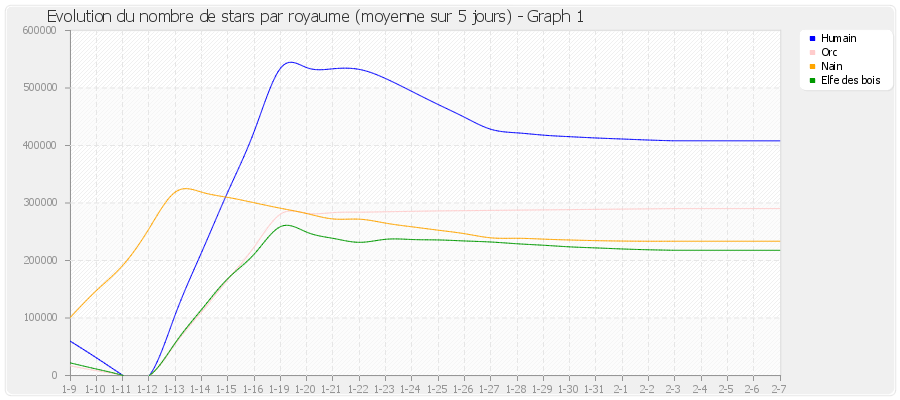 Evolution du nombre de stars par royaume (moyenne sur 5 jours) - Graph 1
600000
500000
400000
300000
200000
100000
0
1-9 1-10 1-11 1-12 1-13 1-14 1-15 1-16 1-19 1-20 1-21 1-22 1-23 1-24 1-25 1-26 1-27 1-28 1-29 1-30 1-31 2-1 2-2 2-3 2-4 2-5 2-6 2-7
Humain
Orc
Nain
Elfe des bois